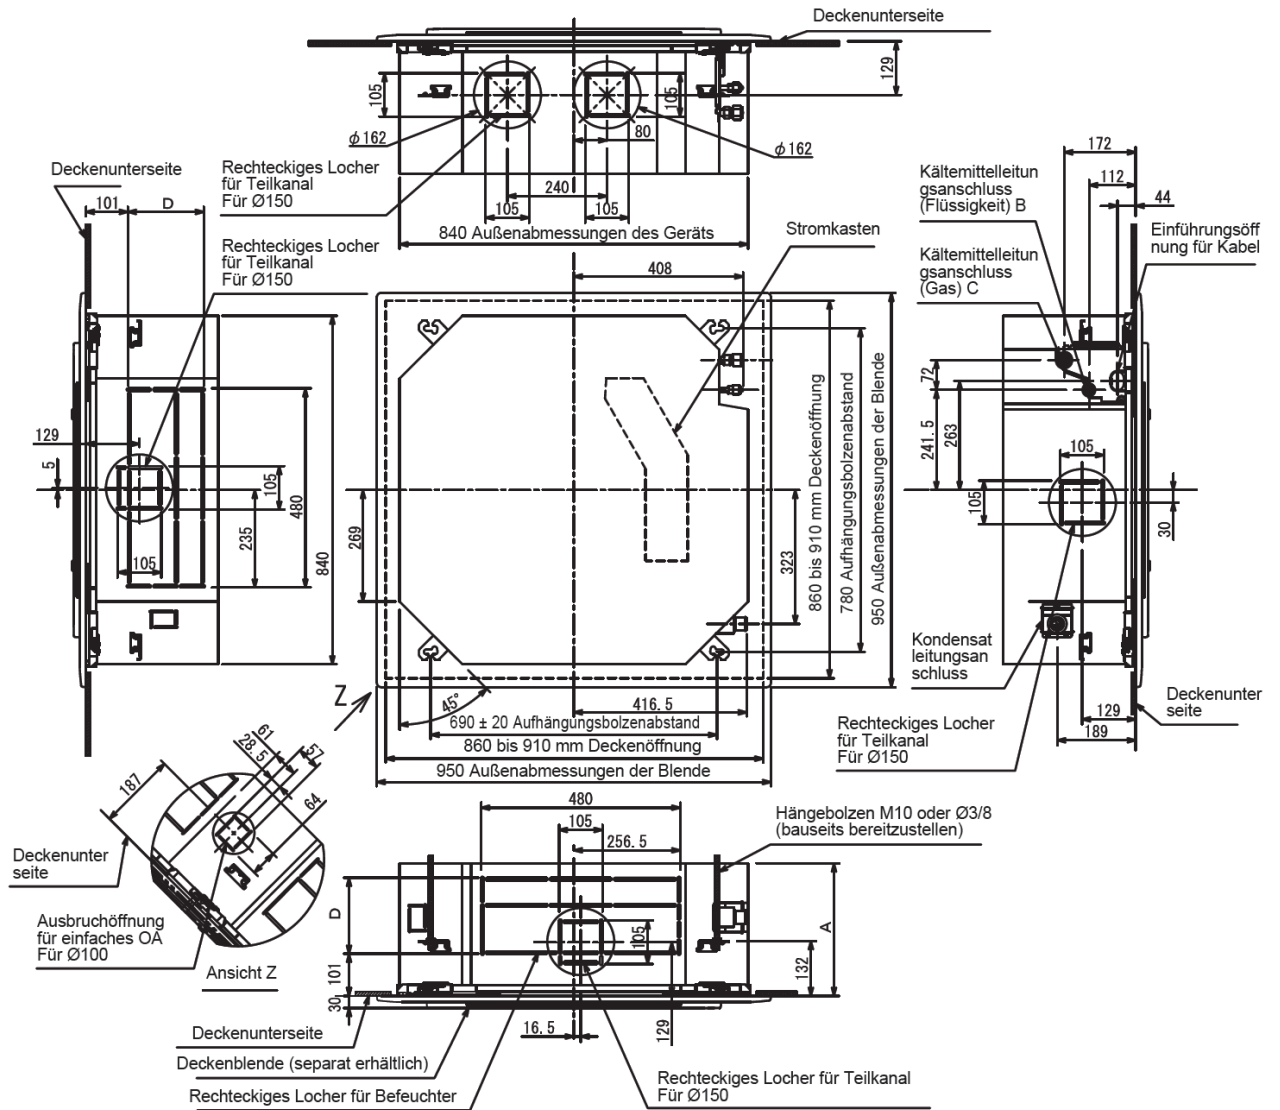 Deckenunterseite
129
105
105
φ162
80
φ162
240
105
105
840 Außenabmessungen des Geräts
Rechteckiges Locher
für Teilkanal
Für Ø150
Deckenunterseite
101
D
Rechteckiges Locher
für Teilkanal
Für Ø150
129
5
105
105
480
235
840
Stromkasten
408
269
323
860 bis 910 mm Deckenöffnung
780 Aufhängungsbolzenabstand
950 Außenabmessungen der Blende
45°
416.5
690 ± 20 Aufhängungsbolzenabstand
860 bis 910 mm Deckenöffnung
950 Außenabmessungen der Blende
Z
172
112
44
Kältemittelleitun
gsanschluss
(Flüssigkeit) B
Kältemittelleitun
gsanschluss
(Gas) C
Einführungsöff
nung für Kabel
72
241.5
263
105
105
30
Kondensat
leitungsan
schluss
129
189
Deckenunter
seite
Rechteckiges Locher
für Teilkanal
Für Ø150
61
28.5
57
64
187
Deckenunter
seite
Ausbruchöffnung
für einfaches OA
Für Ø100
Ansicht Z
480
105
256.5
Hängebolzen M10 oder Ø3/8
(bauseits bereitzustellen)
D
101
30
105
A
132
129
16.5
Deckenunterseite
Deckenblende (separat erhältlich)
Rechteckiges Locher für Befeuchter
Rechteckiges Locher für Teilkanal
Für Ø150